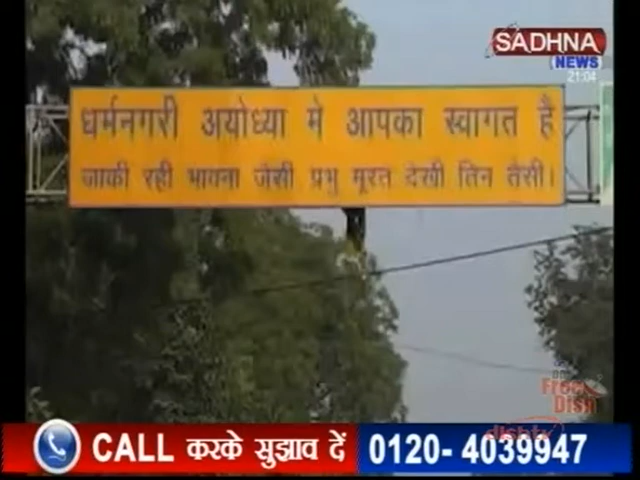 SADHNA
NEWS
21:04
धर्मनगरी अयोध्या मे आपका स्वागत है
जाकी रही भावना जैसी प्रभु मूरत देखी तिन तैसी।
Free
Dish
dishtv
CALL करके सुझाव दें 0120- 4039947